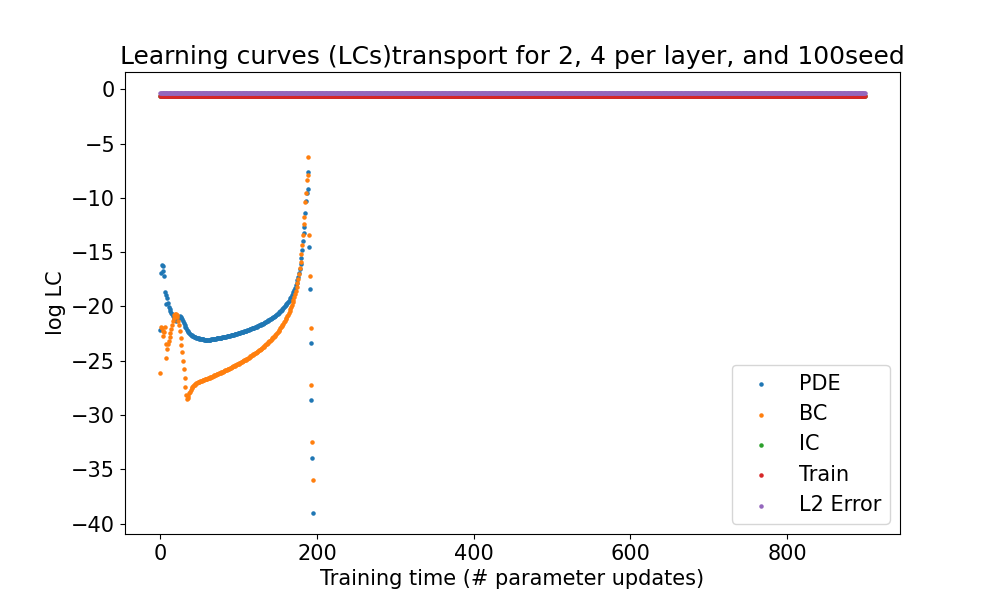 Learning curves (LCs)transport for 2, 4 per layer, and 100seed
log LC
0
−5
−10
−15
−20
−25
−30
−35
−40
0
200
400
600
800
Training time (# parameter updates)
PDE
BC
IC
Train
L2 Error